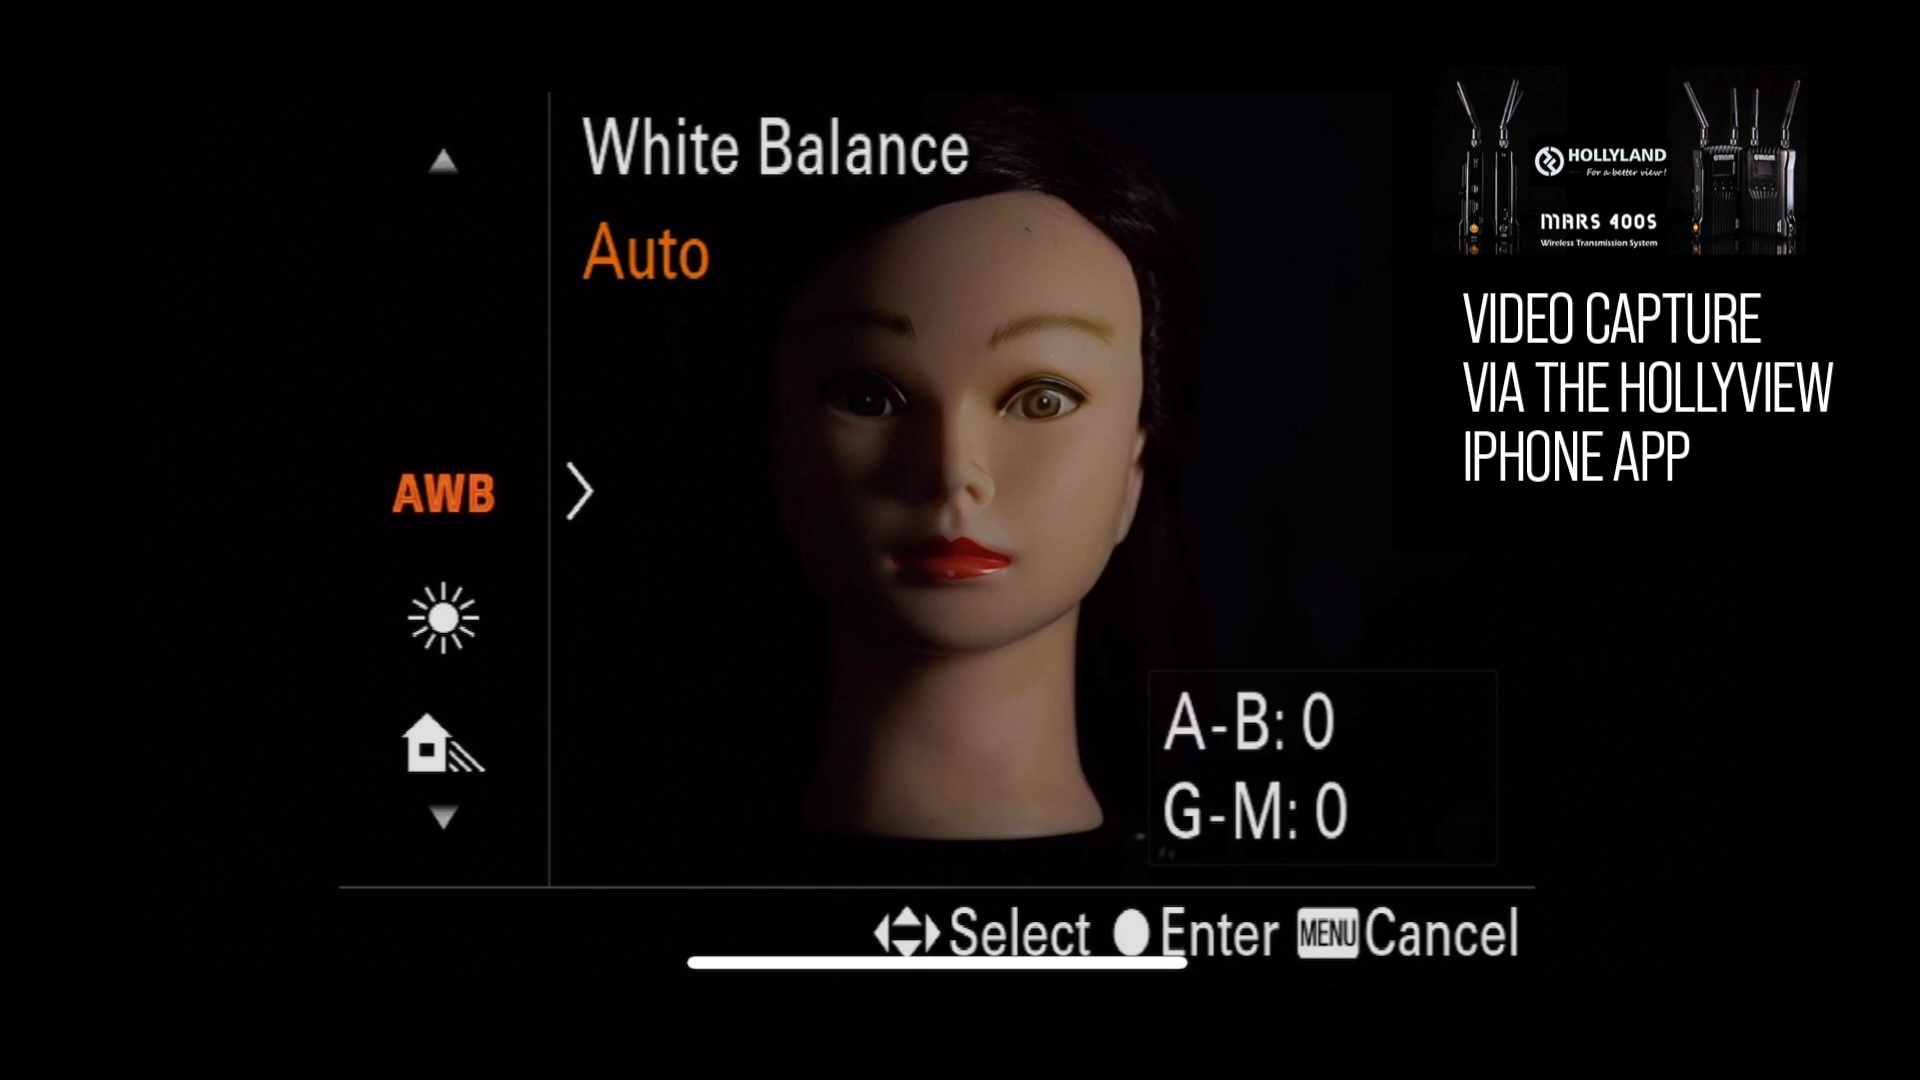 White Balance
Auto
AWB
A-B: 0
G-M: 0
Select Enter MENU Cancel
HOLLYLAND
For a better view!
MARS 400S
Wireless Transmission System
VIDEO CAPTURE
VIA THE HOLLYVIEW
IPHONE APP